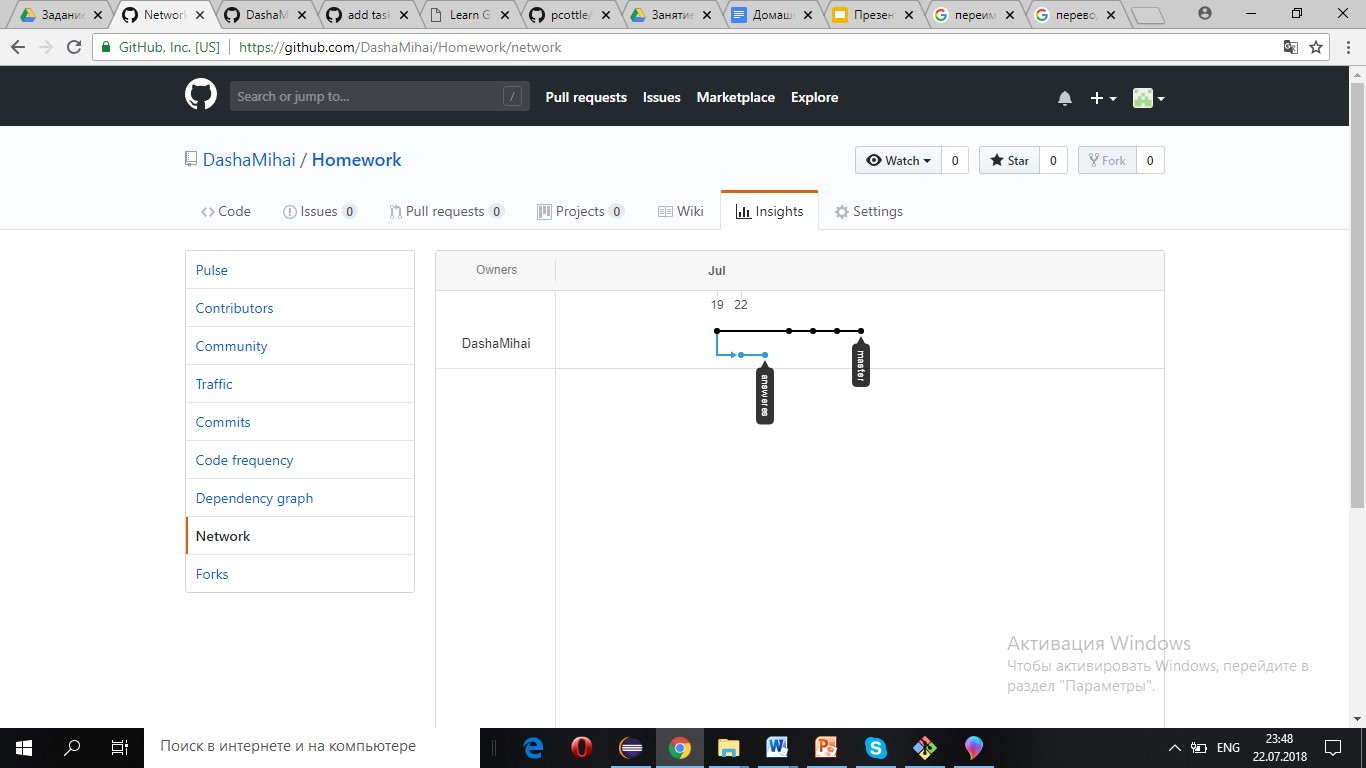 Задание
Network
DashaM
add task
Learn G
pcottle/
Занятие
Домаш
Презен
переим
перево
GitHub, Inc. [US]
https://github.com/DashaMihai/Homework/network
Search or jump to...
/
Pull requests
Issues
Marketplace
Explore
DashaMihai / Homework
Watch 0
Star 0
Fork 0
Code
Issues 0
Pull requests 0
Projects 0
Wiki
Insights
Settings
Pulse
Contributors
Community
Traffic
Commits
Code frequency
Dependency graph
Network
Forks
Owners
Jul
19 22
DashaMihai
master
answeres
Активация Windows
Чтобы активировать Windows, перейдите в
раздел "Параметры".
Поиск в интернете и на компьютере
ENG
23:48
22.07.2018